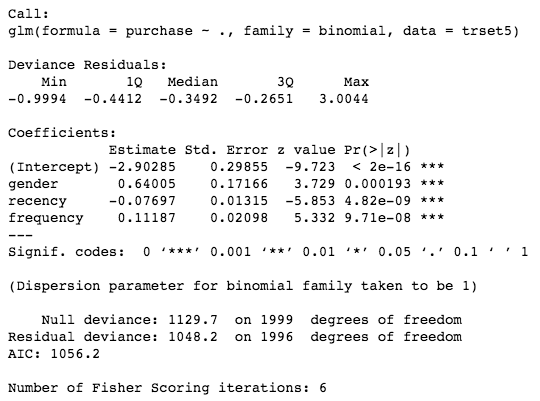 Call:
glm(formula = purchase ~ ., family = binomial, data = trset5)
Deviance Residuals:
Min 1Q Median 3Q Max
-0.9994 -0.4412 -0.3492 -0.2651 3.0044
Coefficients:
Estimate Std. Error z value Pr(>|z|)
(Intercept) -2.90285 0.29855 -9.723 < 2e-16 ***
gender 0.64005 0.17166 3.729 0.000193 ***
recency -0.07697 0.01315 -5.853 4.82e-09 ***
frequency 0.11187 0.02098 5.332 9.71e-08 ***
---
Signif. codes: 0 ‘***’ 0.001 ‘**’ 0.01 ‘*’ 0.05 ‘.’ 0.1 ‘ ’ 1
(Dispersion parameter for binomial family taken to be 1)
Null deviance: 1129.7 on 1999 degrees of freedom
Residual deviance: 1048.2 on 1996 degrees of freedom
AIC: 1056.2
Number of Fisher Scoring iterations: 6